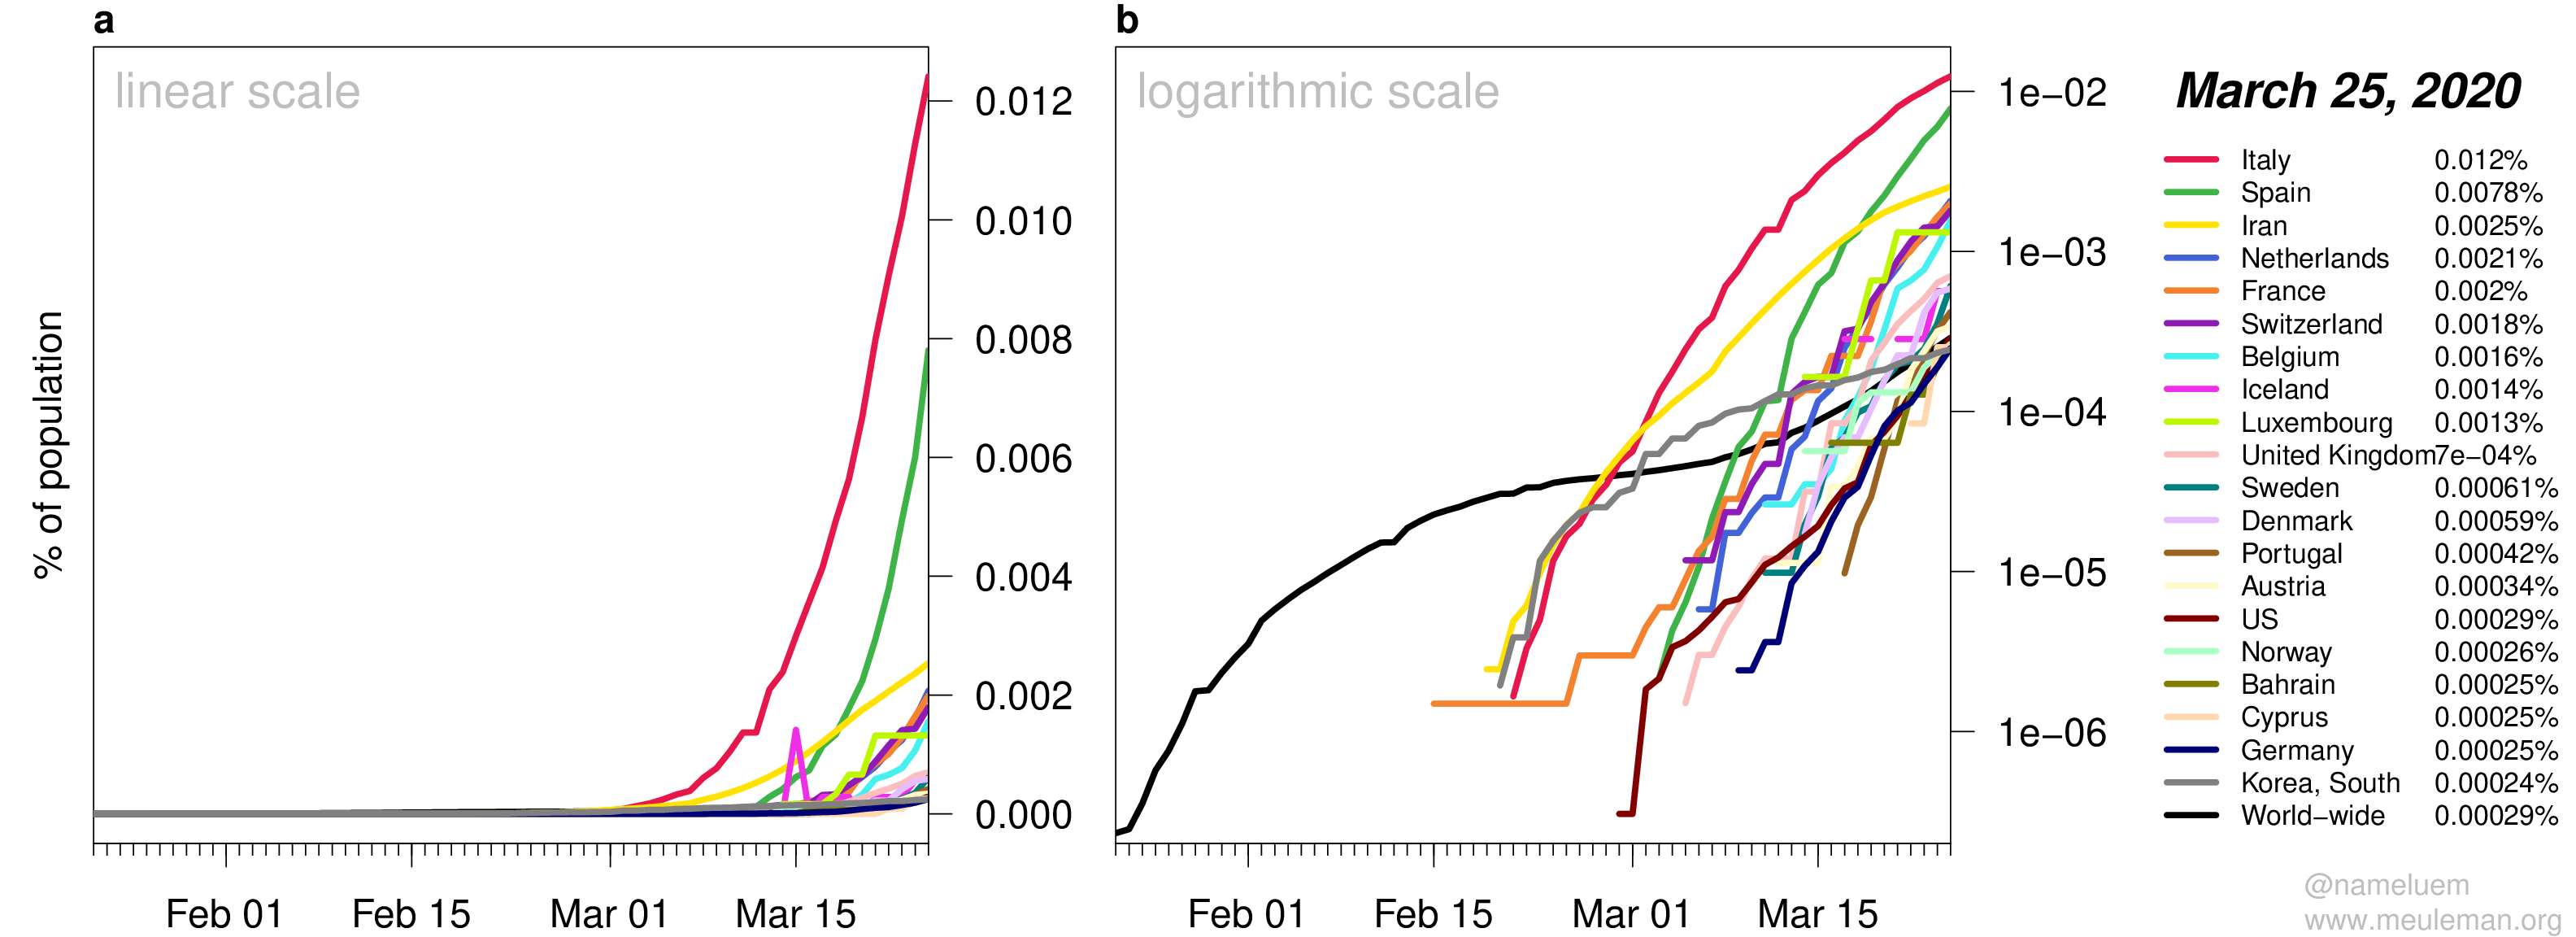 a
linear scale
% of population
0.012
0.010
0.008
0.006
0.004
0.002
0.000
Feb 01 Feb 15 Mar 01 Mar 15
b
logarithmic scale
1e−02
1e−03
1e−04
1e−05
1e−06
Feb 01 Feb 15 Mar 01 Mar 15
March 25, 2020
Italy 0.012%
Spain 0.0078%
Iran 0.0025%
Netherlands 0.0021%
France 0.002%
Switzerland 0.0018%
Belgium 0.0016%
Iceland 0.0014%
Luxembourg 0.0013%
United Kingdom7e−04%
Sweden 0.00061%
Denmark 0.00059%
Portugal 0.00042%
Austria 0.00034%
US 0.00029%
Norway 0.00026%
Bahrain 0.00025%
Cyprus 0.00025%
Germany 0.00025%
Korea, South 0.00024%
World−wide 0.00029%
@nameluem
www.meuleman.org